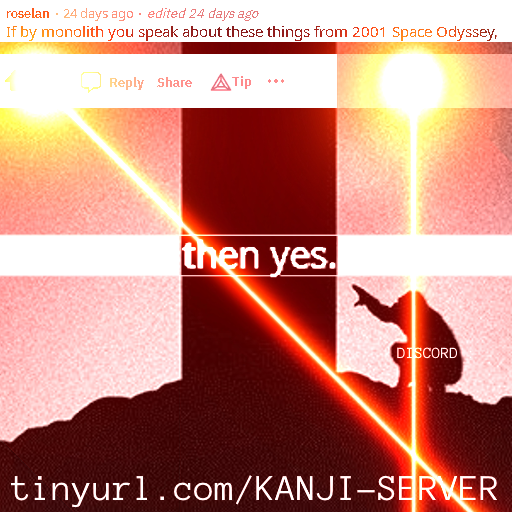 roselan · 24 days ago · edited 24 days ago
If by monolith you speak about these things from 2001 Space Odyssey,
Reply Share Tip ···
then yes.
DISCORD
tinyurl.com/KANJI-SERVER